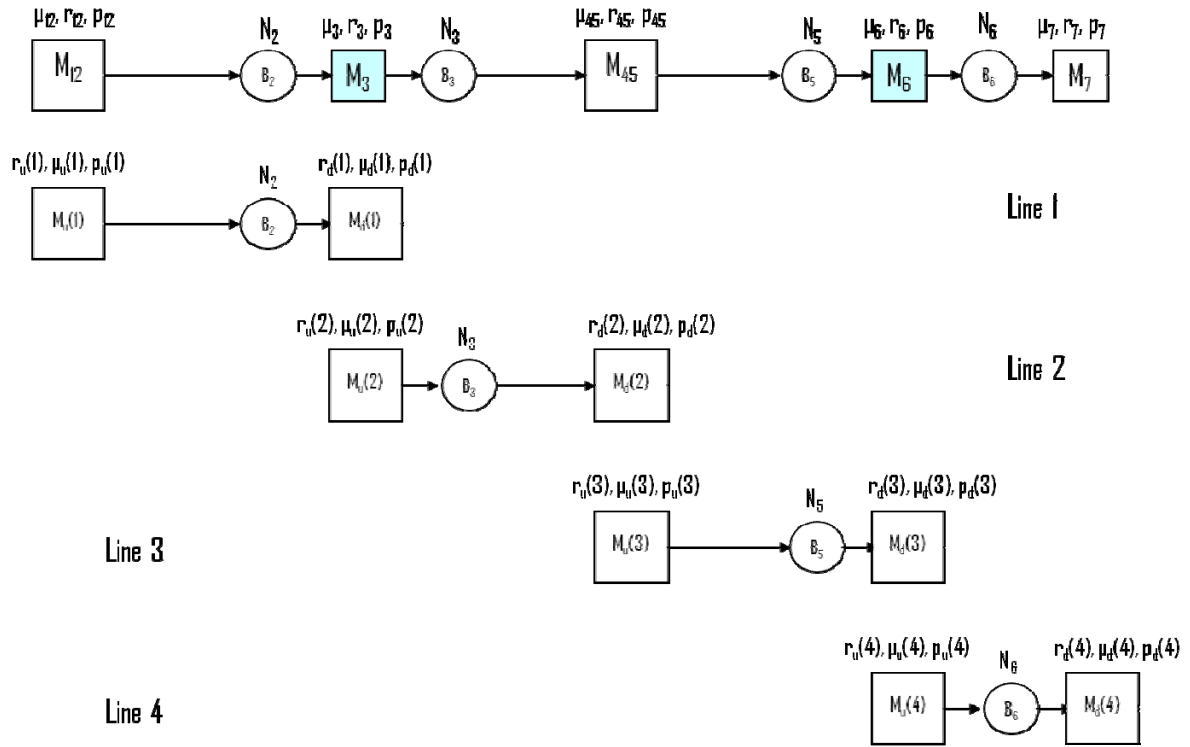 μ12, r12, p12
N2
μ3, r3, p3
N3
μ45, r45, p45
N5
μ6, r6, p6
N6
μ7, r7, p7
M12
B2
M3
B3
M45
B5
M6
B6
M7
ru(1), μu(1), pu(1)
N2
rd(1), μd(1), pd(1)
Mu(1)
B2
Md(1)
Line 1
ru(2), μu(2), pu(2)
N3
rd(2), μd(2), pd(2)
Mu(2)
B3
Md(2)
Line 2
ru(3), μu(3), pu(3)
N5
rd(3), μd(3), pd(3)
Line 3
Mu(3)
B5
Md(3)
ru(4), μu(4), pu(4)
N6
rd(4), μd(4), pd(4)
Line 4
Mu(4)
B6
Md(4)